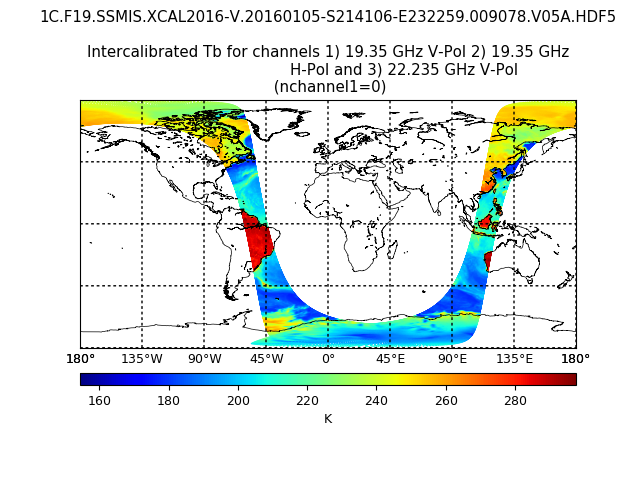 1C.F19.SSMIS.XCAL2016-V.20160105-S214106-E232259.009078.V05A.HDF5
Intercalibrated Tb for channels 1) 19.35 GHz V-Pol 2) 19.35 GHz
H-Pol and 3) 22.235 GHz V-Pol
(nchannel1=0)
180° 135°W 90°W 45°W 0° 45°E 90°E 135°E 180°
160 180 200 220 240 260 280
K